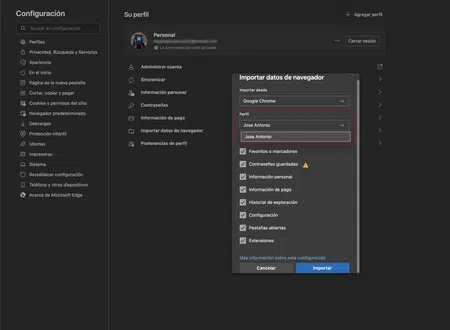 Configuración
Buscar en configuración
Perfiles
Privacidad, Búsqueda y Servicios
Apariencia
En el inicio
Página de la nueva pestaña
Cortar, copiar y pegar
Cookies y permisos del sitio
Navegador predeterminado
Descargas
Protección infantil
Idiomas
Impresoras
Sistema
Restablecer configuración
Teléfono y otros dispositivos
Acerca de Microsoft Edge
Su perfil
+ Agregar perfil
Personal
La sincronización está activada
... Cerrar sesión
Administrar cuenta
Sincronizar
Información personal
Contraseñas
Información de pago
Importar datos de navegador
Preferencias de perfil
Importar datos de navegador
Importar desde
Google Chrome
Perfil
Jose Antonio
Jose Antonio
Favoritos o marcadores
Contraseñas guardadas
Información personal
Información de pago
Historial de exploración
Configuración
Pestañas abiertas
Extensiones
Más información sobre esta configuración
Cancelar
Importar